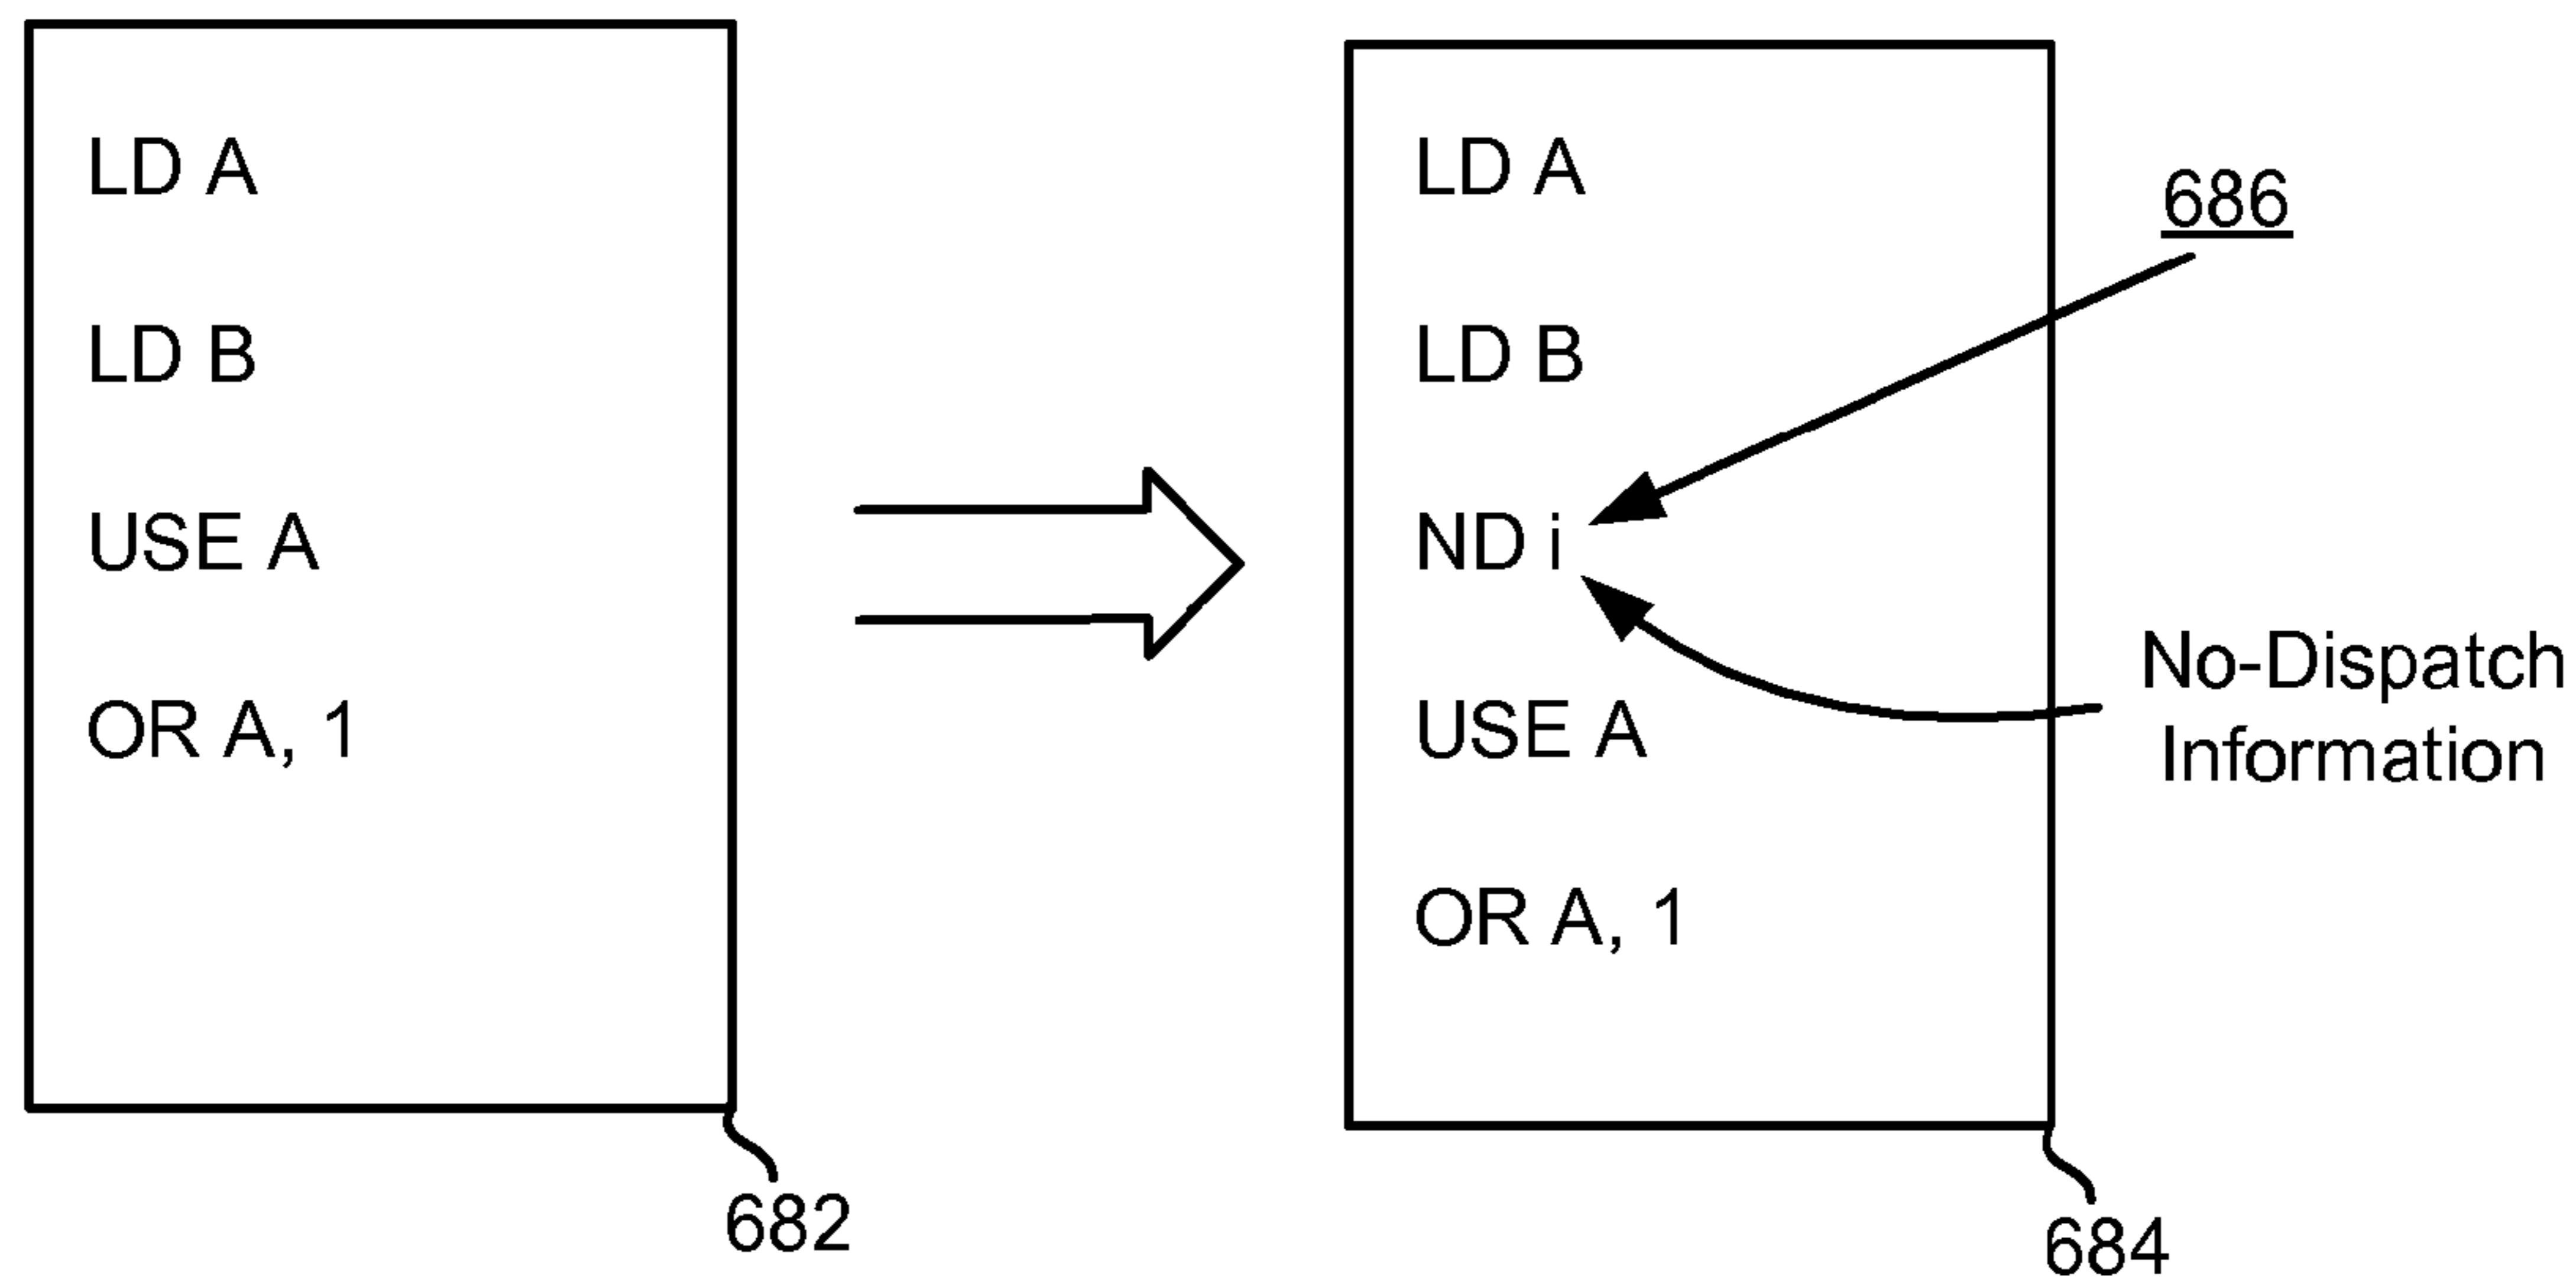 LD A
LD B
USE A
OR A, 1
682
LD A
LD B
ND i
USE A
OR A, 1
684
686
No-Dispatch
Information